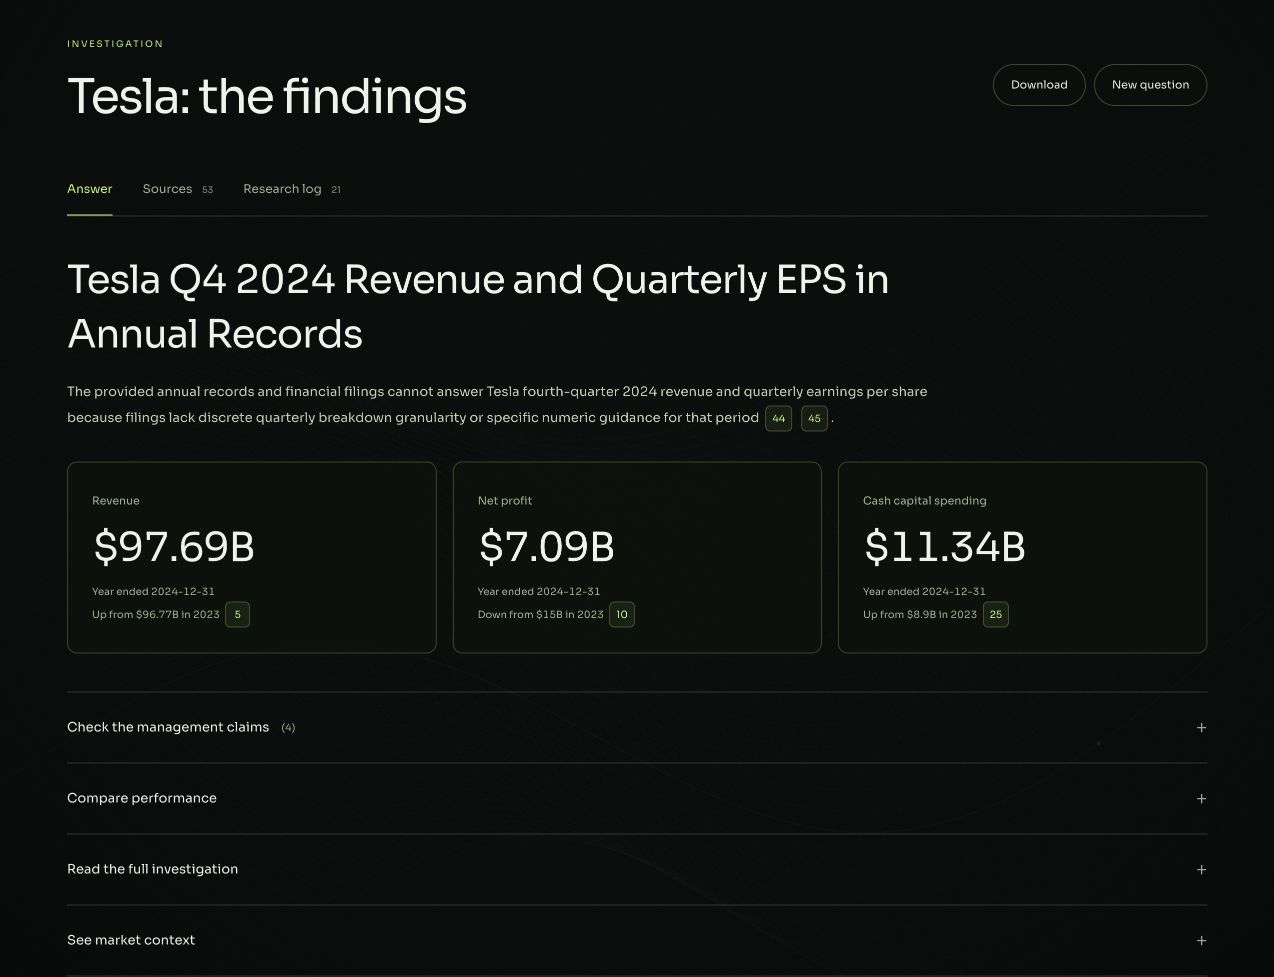 INVESTIGATION
Tesla: the findings
Download
New question
Answer
Sources 53
Research log 21
Tesla Q4 2024 Revenue and Quarterly EPS in
Annual Records
The provided annual records and financial filings cannot answer Tesla fourth-quarter 2024 revenue and quarterly earnings per share
because filings lack discrete quarterly breakdown granularity or specific numeric guidance for that period 44 45 .
Revenue
$97.69B
Year ended 2024-12-31
Up from $96.77B in 2023 5
Net profit
$7.09B
Year ended 2024-12-31
Down from $15B in 2023 10
Cash capital spending
$11.34B
Year ended 2024-12-31
Up from $8.9B in 2023 25
Check the management claims (4) +
Compare performance +
Read the full investigation +
See market context +